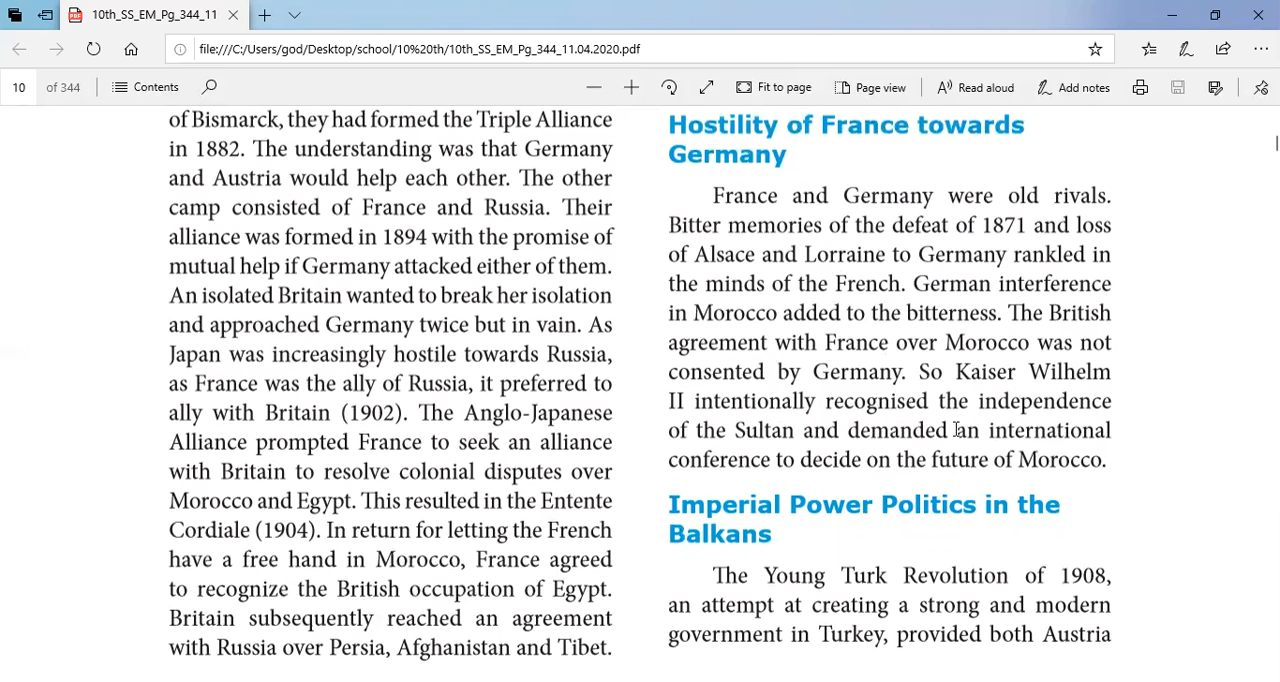 10th_SS_EM_Pg_344_11
file:///C:/Users/god/Desktop/school/10%20th/10th_SS_EM_Pg_344_11.04.2020.pdf
10 of 344 Contents Fit to page Page view Read aloud Add notes
of Bismarck, they had formed the Triple Alliance
in 1882. The understanding was that Germany
and Austria would help each other. The other
camp consisted of France and Russia. Their
alliance was formed in 1894 with the promise of
mutual help if Germany attacked either of them.
An isolated Britain wanted to break her isolation
and approached Germany twice but in vain. As
Japan was increasingly hostile towards Russia,
as France was the ally of Russia, it preferred to
ally with Britain (1902). The Anglo-Japanese
Alliance prompted France to seek an alliance
with Britain to resolve colonial disputes over
Morocco and Egypt. This resulted in the Entente
Cordiale (1904). In return for letting the French
have a free hand in Morocco, France agreed
to recognize the British occupation of Egypt.
Britain subsequently reached an agreement
with Russia over Persia, Afghanistan and Tibet.
Hostility of France towards
Germany
France and Germany were old rivals.
Bitter memories of the defeat of 1871 and loss
of Alsace and Lorraine to Germany rankled in
the minds of the French. German interference
in Morocco added to the bitterness. The British
agreement with France over Morocco was not
consented by Germany. So Kaiser Wilhelm
II intentionally recognised the independence
of the Sultan and demanded an international
conference to decide on the future of Morocco.
Imperial Power Politics in the
Balkans
The Young Turk Revolution of 1908,
an attempt at creating a strong and modern
government in Turkey, provided both Austria